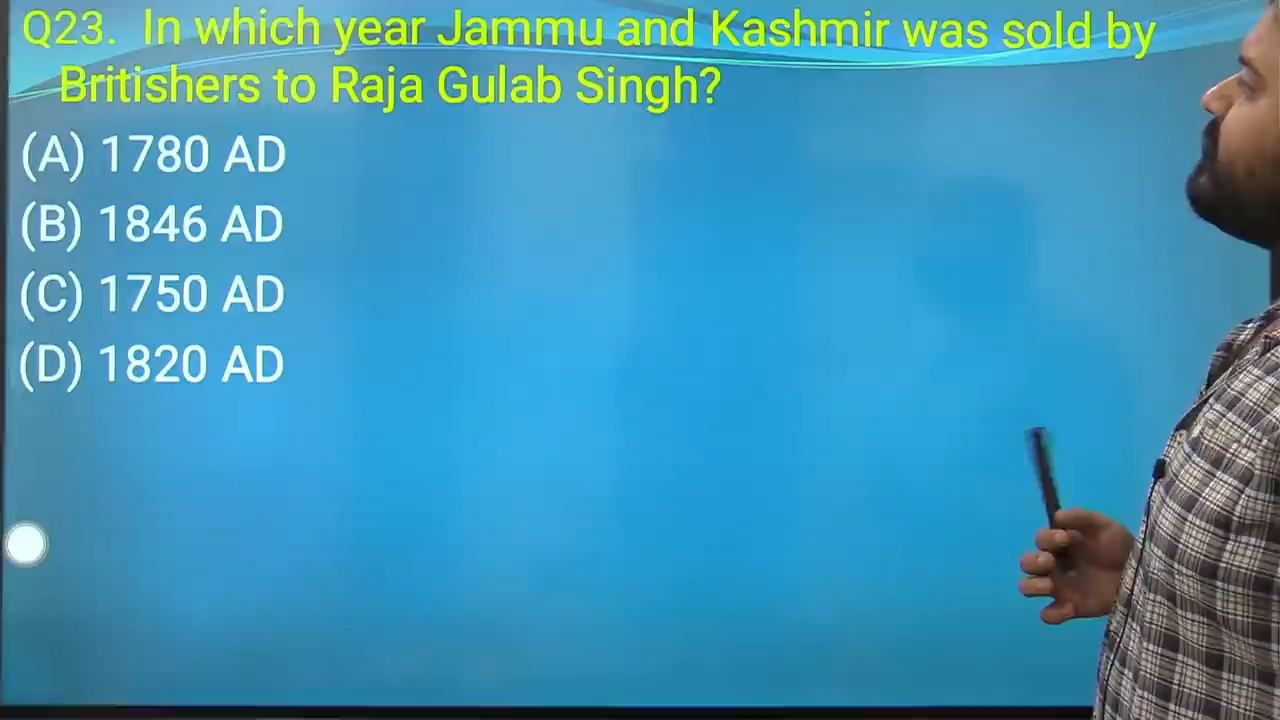 Q23. In which year Jammu and Kashmir was sold by
Britishers to Raja Gulab Singh?
(A) 1780 AD
(B) 1846 AD
(C) 1750 AD
(D) 1820 AD